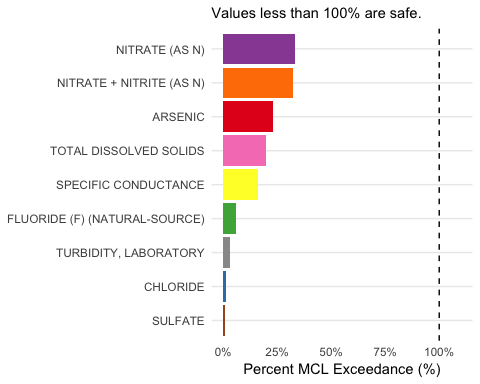 Values less than 100% are safe.
NITRATE (AS N)
NITRATE + NITRITE (AS N)
ARSENIC
TOTAL DISSOLVED SOLIDS
SPECIFIC CONDUCTANCE
FLUORIDE (F) (NATURAL-SOURCE)
TURBIDITY, LABORATORY
CHLORIDE
SULFATE
0% 25% 50% 75% 100%
Percent MCL Exceedance (%)